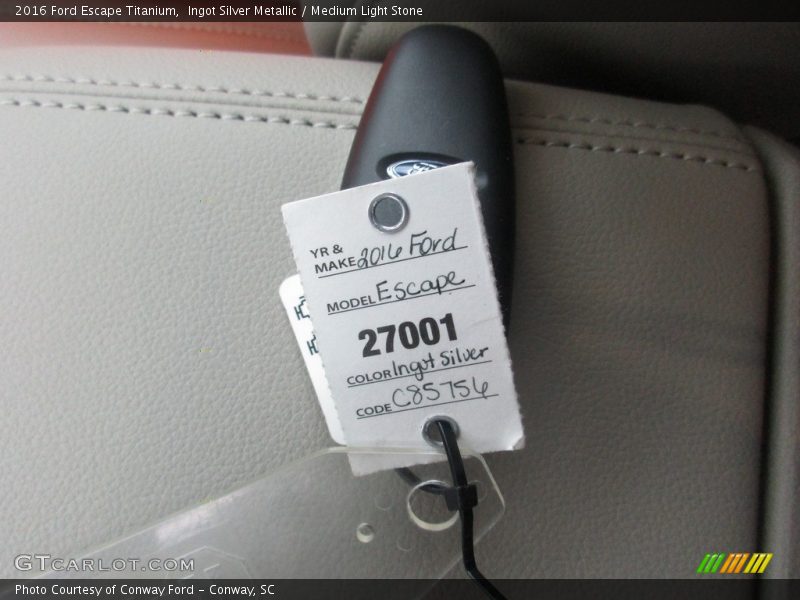 2016 Ford Escape Titanium,  Ingot Silver Metallic / Medium Light Stone
Ford
YR &
MAKE 2016 Ford
MODEL Escape
27001
COLOR Ingot Silver
CODE C85756
GTCARLOT.COM
Photo Courtesy of Conway Ford – Conway, SC